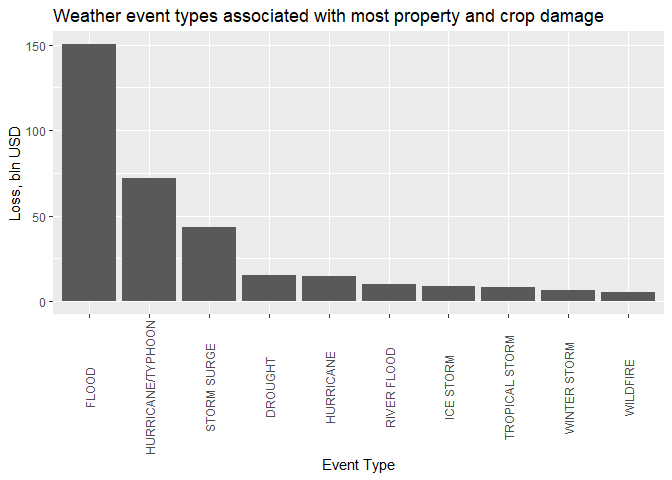 Weather event types associated with most property and crop damage
Loss, bln USD
150
100
50
0
FLOOD
HURRICANE/TYPHOON
STORM SURGE
DROUGHT
HURRICANE
RIVER FLOOD
ICE STORM
TROPICAL STORM
WINTER STORM
WILDFIRE
Event Type